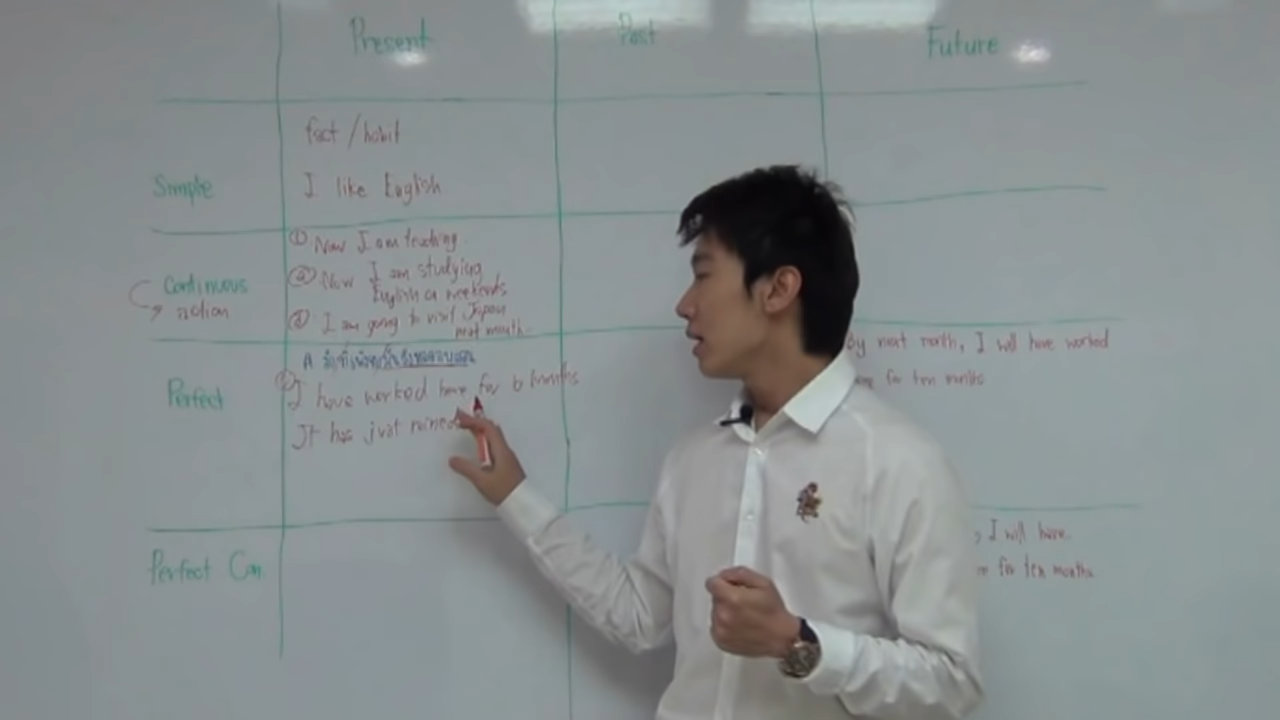 Present Past Future
fact / habit
Simple I like English
① Now I am teaching.
② Now I am studying
English on weekends
Continuous
action
③ I am going to visit Japan
next month.
Perfect
① I have worked here for 6 months
It has just rained
By next month, I will have worked
for ten months
Perfect Con
, I will have
for ten months